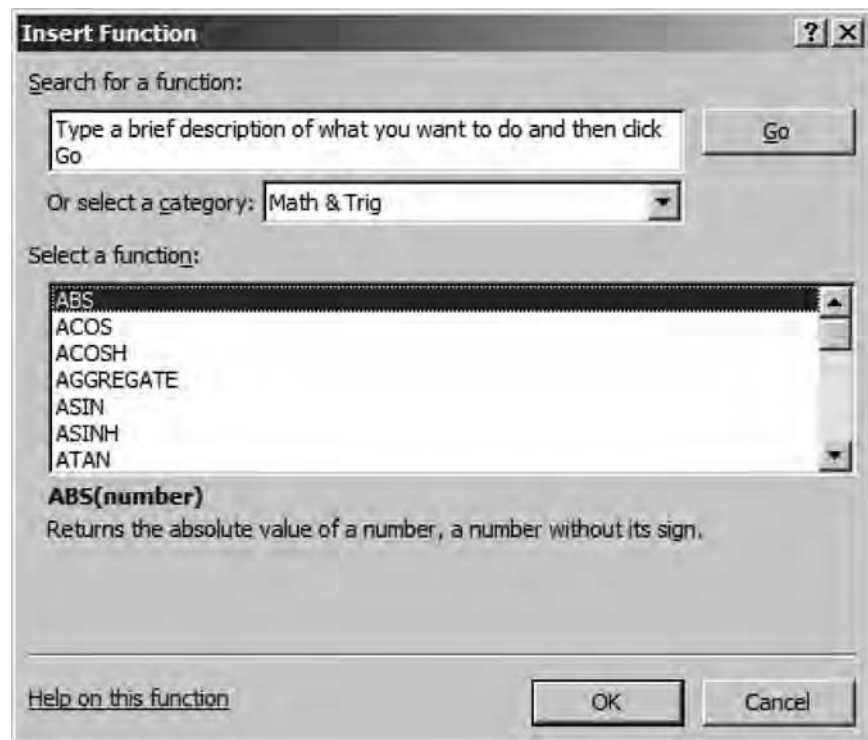 Insert Function
Search for a function:
Type a brief description of what you want to do and then click
Go
Go
Or select a category: Math & Trig
Select a function:
ABS
ACOS
ACOSH
AGGREGATE
ASIN
ASINH
ATAN
ABS(number)
Returns the absolute value of a number, a number without its sign.
Help on this function
OK
Cancel